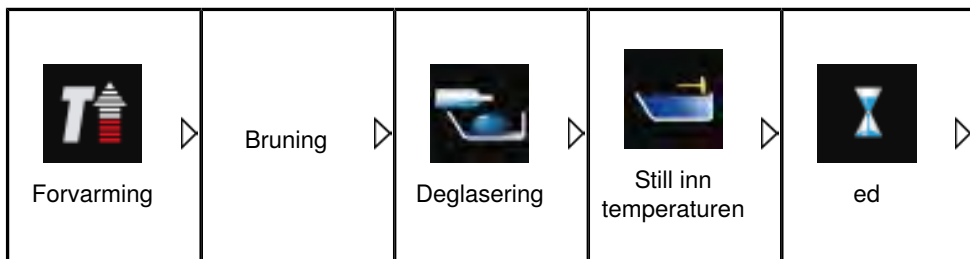 Forvarming
Bruning
Deglasering
Still inn
temperaturen
ed